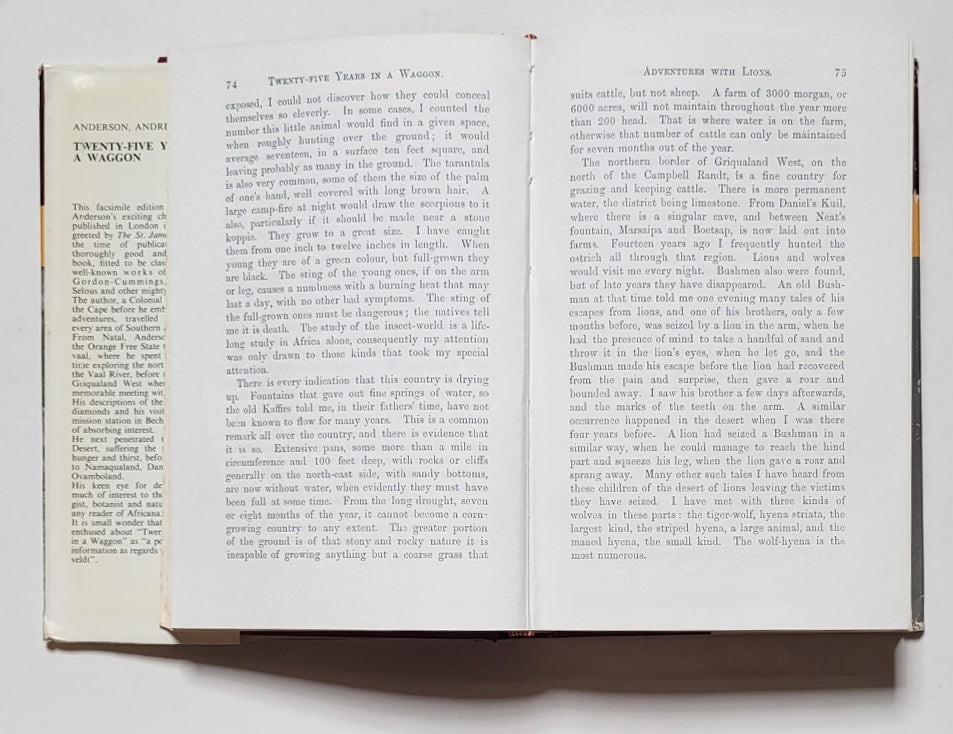 ANDERSON, ANDRE
TWENTY-FIVE Y
A WAGGON
This facsimile edition
Anderson's exciting ch
published in London i
greeted by The St. Jame
the time of publicat
thoroughly good and
book, fitted to be clas
well-known works of
Gordon-Cummings,
Selous and other mighty
The author, a Colonial
the Cape before he emb
adventures, travelled
every area of Southern A
From Natal, Anderso
the Orange Free State t
vaal, where he spent
time exploring the nort
the Vaal River, before
Griqualand West wher
memorable meeting wit
His descriptions of the
diamonds and his visit
mission station in Bech
of absorbing interest.
He next penetrated t
Desert, suffering the
hunger and thirst, befo
to Namaqualand, Dam
Ovamboland.
His keen eye for de
much of interest to the
gist, botanist and natu
any reader of Africana.
It is small wonder that
enthused about "Twen
in a Waggon" as "a pe
information as regards
veldt".
74 TWENTY-FIVE YEARS IN A WAGGON.
exposed, I could not discover how they could conceal
themselves so cleverly. In some cases, I counted the
number this little animal would find in a given space,
when roughly hunting over the ground; it would
average seventeen, in a surface ten feet square, and
leaving probably as many in the ground. The tarantula
is also very common, some of them the size of the palm
of one's hand, well covered with long brown hair. A
large camp-fire at night would draw the scorpions to it
also, particularly if it should be made near a stone
koppie. They grow to a great size. I have caught
them from one inch to twelve inches in length. When
young they are of a green colour, but full-grown they
are black. The sting of the young ones, if on the arm
or leg, causes a numbness with a burning heat that may
last a day, with no other bad symptoms. The sting of
the full-grown ones must be dangerous; the natives tell
me it is death. The study of the insect-world is a life-
long study in Africa alone, consequently my attention
was only drawn to those kinds that took my special
attention.
There is every indication that this country is drying
up. Fountains that gave out fine springs of water, so
the old Kaffirs told me, in their fathers' time, have not
been known to flow for many years. This is a common
remark all over the country, and there is evidence that
it is so. Extensive pans, some more than a mile in
circumference and 100 feet deep, with rocks or cliffs
generally on the north-east side, with sandy bottoms,
are now without water, when evidently they must have
been full at some time. From the long drought, seven
or eight months of the year, it cannot become a corn-
growing country to any extent. The greater portion
of the ground is of that stony and rocky nature it is
incapable of growing anything but a coarse grass that
ADVENTURES WITH LIONS. 75
suits cattle, but not sheep. A farm of 3000 morgan, or
6000 acres, will not maintain throughout the year more
than 200 head. That is where water is on the farm,
otherwise that number of cattle can only be maintained
for seven months out of the year.
The northern border of Griqualand West, on the
north of the Campbell Randt, is a fine country for
grazing and keeping cattle. There is more permanent
water, the district being limestone. From Daniel's Kuil,
where there is a singular cave, and between Neat's
fountain, Marsaipa and Boetsap, is now laid out into
farms. Fourteen years ago I frequently hunted the
ostrich all through that region. Lions and wolves
would visit me every night. Bushmen also were found,
but of late years they have disappeared. An old Bush-
man at that time told me one evening many tales of his
escapes from lions, and one of his brothers, only a few
months before, was seized by a lion in the arm, when he
had the presence of mind to take a handful of sand and
throw it in the lion's eyes, when he let go, and the
Bushman made his escape before the lion had recovered
from the pain and surprise, then gave a roar and
bounded away. I saw his brother a few days afterwards,
and the marks of the teeth on the arm. A similar
occurrence happened in the desert when I was there
four years before. A lion had seized a Bushman in a
similar way, when he could manage to reach the hind
part and squeeze his leg, when the lion gave a roar and
sprang away. Many other such tales I have heard from
these children of the desert of lions leaving the victims
they have seized. I have met with three kinds of
wolves in these parts: the tiger-wolf, hyena striata, the
largest kind, the striped hyena, a large animal, and the
maned hyena, the small kind. The wolf-hyena is the
most numerous.